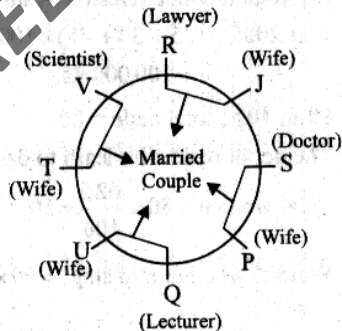 (Lawyer)
R
(Scientist)
V
J
(Wife)
(Doctor)
S
Married
Couple
T
(Wife)
(Wife)
P
U
(Wife)
Q
(Lecturer)